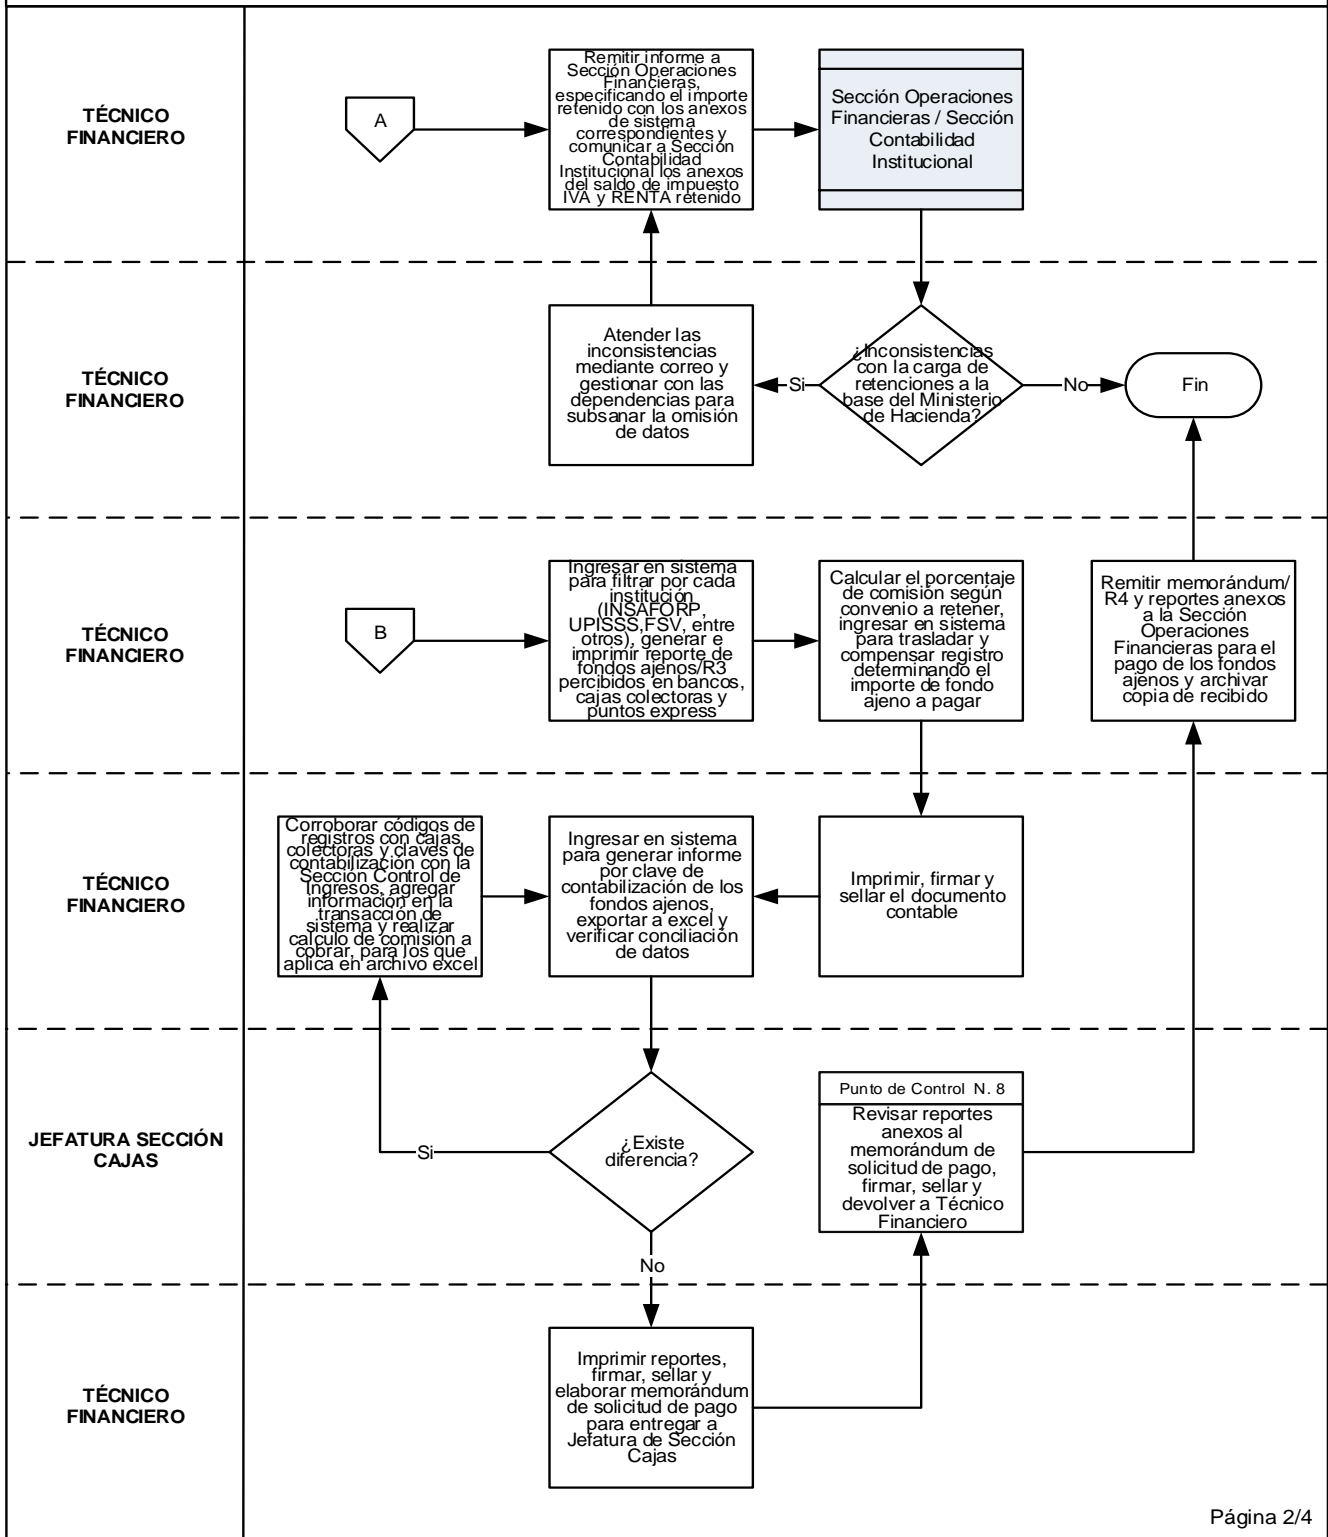 TÉCNICO
FINANCIERO
A
Remitir informe a
Sección Operaciones
Financieras,
especificando el importe
retenido con los anexos
de sistema
correspondientes y
comunicar a Sección
Contabilidad
Institucional los anexos
del saldo de impuesto
IVA y RENTA retenido
Sección Operaciones
Financieras / Sección
Contabilidad
Institucional
TÉCNICO
FINANCIERO
Atender las
inconsistencias
mediante correo y
gestionar con las
dependencias para
subsanar la omisión
de datos
Si
¿Inconsistencias
con la carga de
retenciones a la
base del Ministerio
de Hacienda?
No
Fin
TÉCNICO
FINANCIERO
B
Ingresar en sistema
para filtrar por cada
institución
(INSAFORP,
UPISSS,FSV, entre
otros), generar e
imprimir reporte de
fondos ajenos/R3
percibidos en bancos,
cajas colectoras y
puntos express
Calcular el porcentaje
de comisión según
convenio a retener,
ingresar en sistema
para trasladar y
compensar registro
determinando el
importe de fondo
ajeno a pagar
Remitir memorándum/
R4 y reportes anexos
a la Sección
Operaciones
Financieras para el
pago de los fondos
ajenos y archivar
copia de recibido
TÉCNICO
FINANCIERO
Corroborar códigos de
registros con cajas
colectoras y claves de
contabilización con la
Sección Control de
Ingresos, agregar
información en la
transacción de
sistema y realizar
calculo de comisión a
cobrar, para los que
aplica en archivo excel
Ingresar en sistema
para generar informe
por clave de
contabilización de los
fondos ajenos,
exportar a excel y
verificar conciliación
de datos
Imprimir, firmar y
sellar el documento
contable
JEFATURA SECCIÓN
CAJAS
Si
¿Existe
diferencia?
No
Punto de Control N. 8
Revisar reportes
anexos al
memorándum de
solicitud de pago,
firmar, sellar y
devolver a Técnico
Financiero
TÉCNICO
FINANCIERO
Imprimir reportes,
firmar, sellar y
elaborar memorándum
de solicitud de pago
para entregar a
Jefatura de Sección
Cajas
Página 2/4